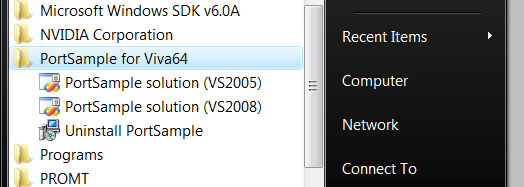 Microsoft Windows SDK v6.0A
NVIDIA Corporation
PortSample for Viva64
PortSample solution (VS2005)
PortSample solution (VS2008)
Uninstall PortSample
Programs
PROMT
Recent Items
Computer
Network
Connect To